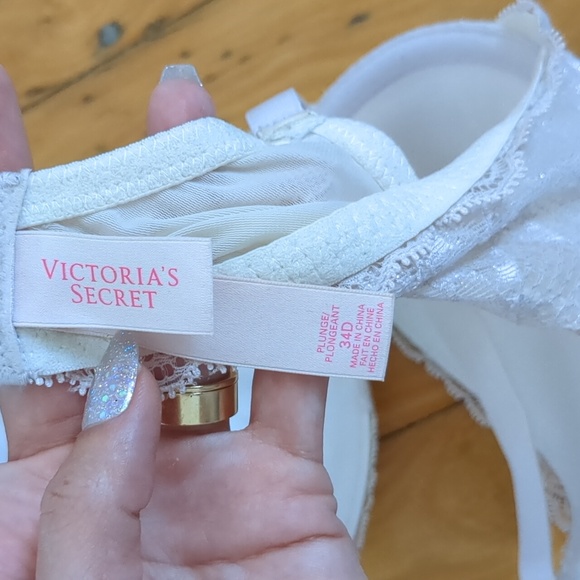 VICTORIA'S
SECRET
PLUNGE/
PLONGEANT
34D
MADE IN CHINA
FAIT EN CHINE
HECHO EN CHINA